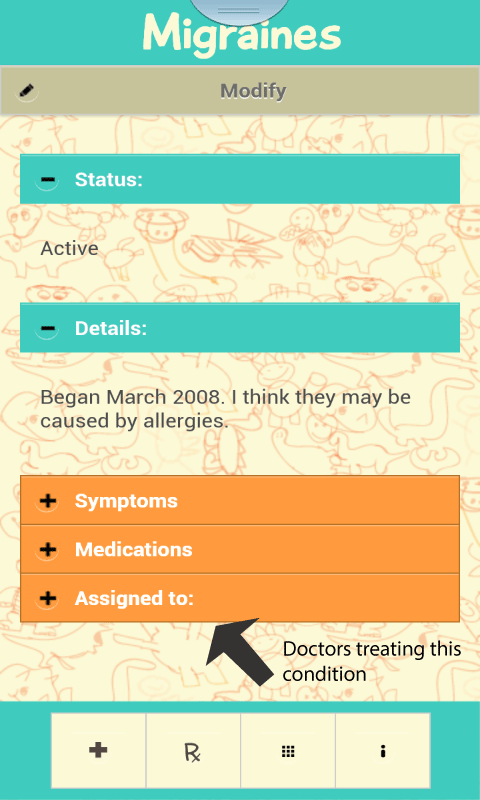 Migraines
Modify
Status:
Active
Details:
Began March 2008. I think they may be
caused by allergies.
Symptoms
Medications
Assigned to:
Doctors treating this
condition
℞
i